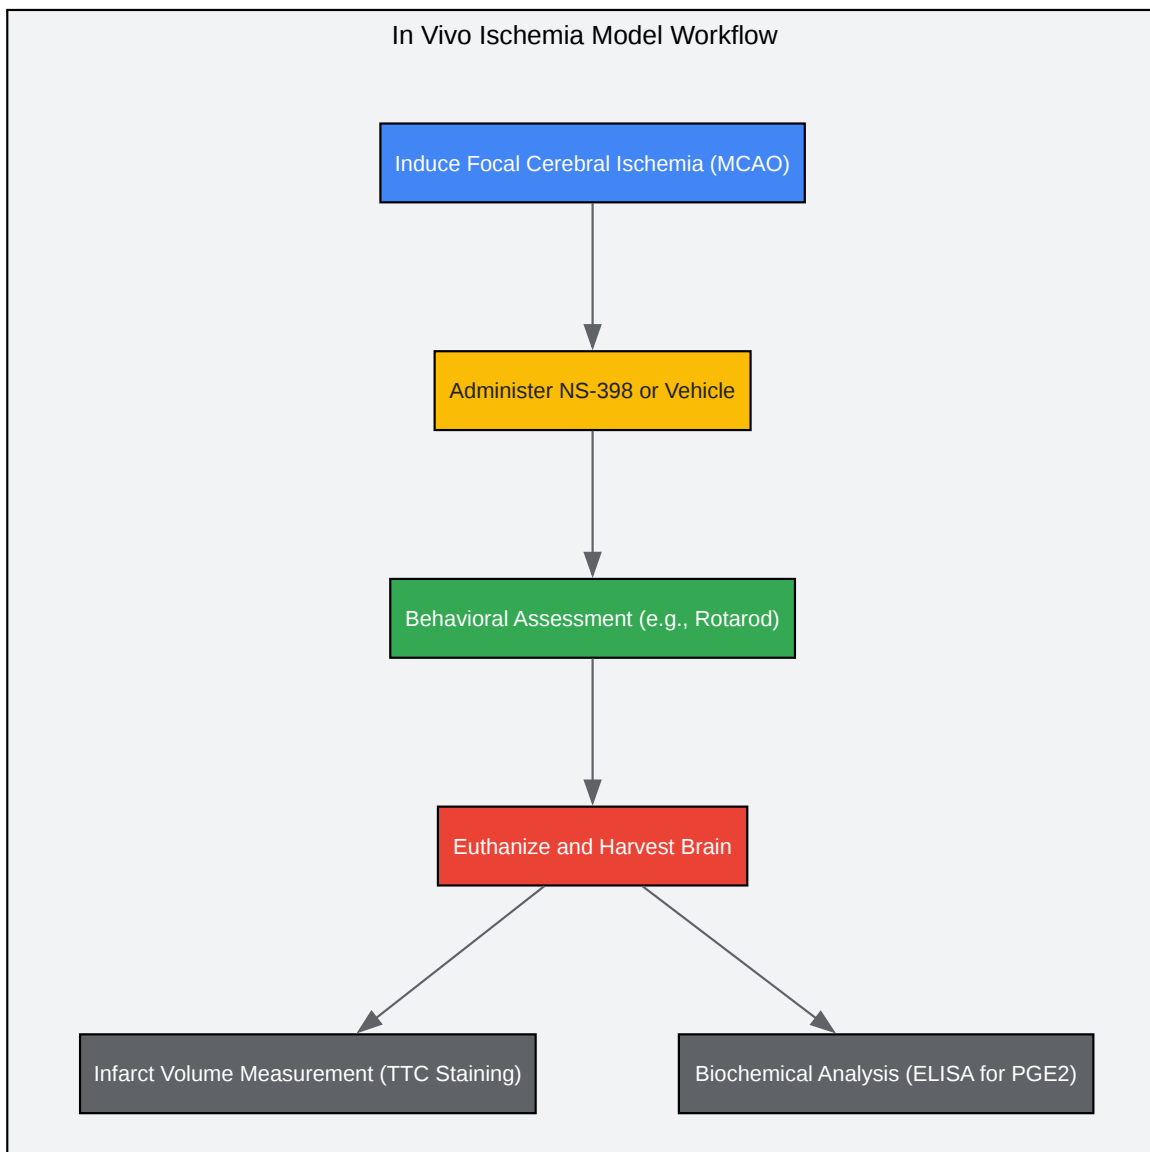 In Vivo Ischemia Model Workflow
Induce Focal Cerebral Ischemia (MCAO)
Administer NS-398 or Vehicle
Behavioral Assessment (e.g., Rotarod)
Euthanize and Harvest Brain
Infarct Volume Measurement (TTC Staining)
Biochemical Analysis (ELISA for PGE2)